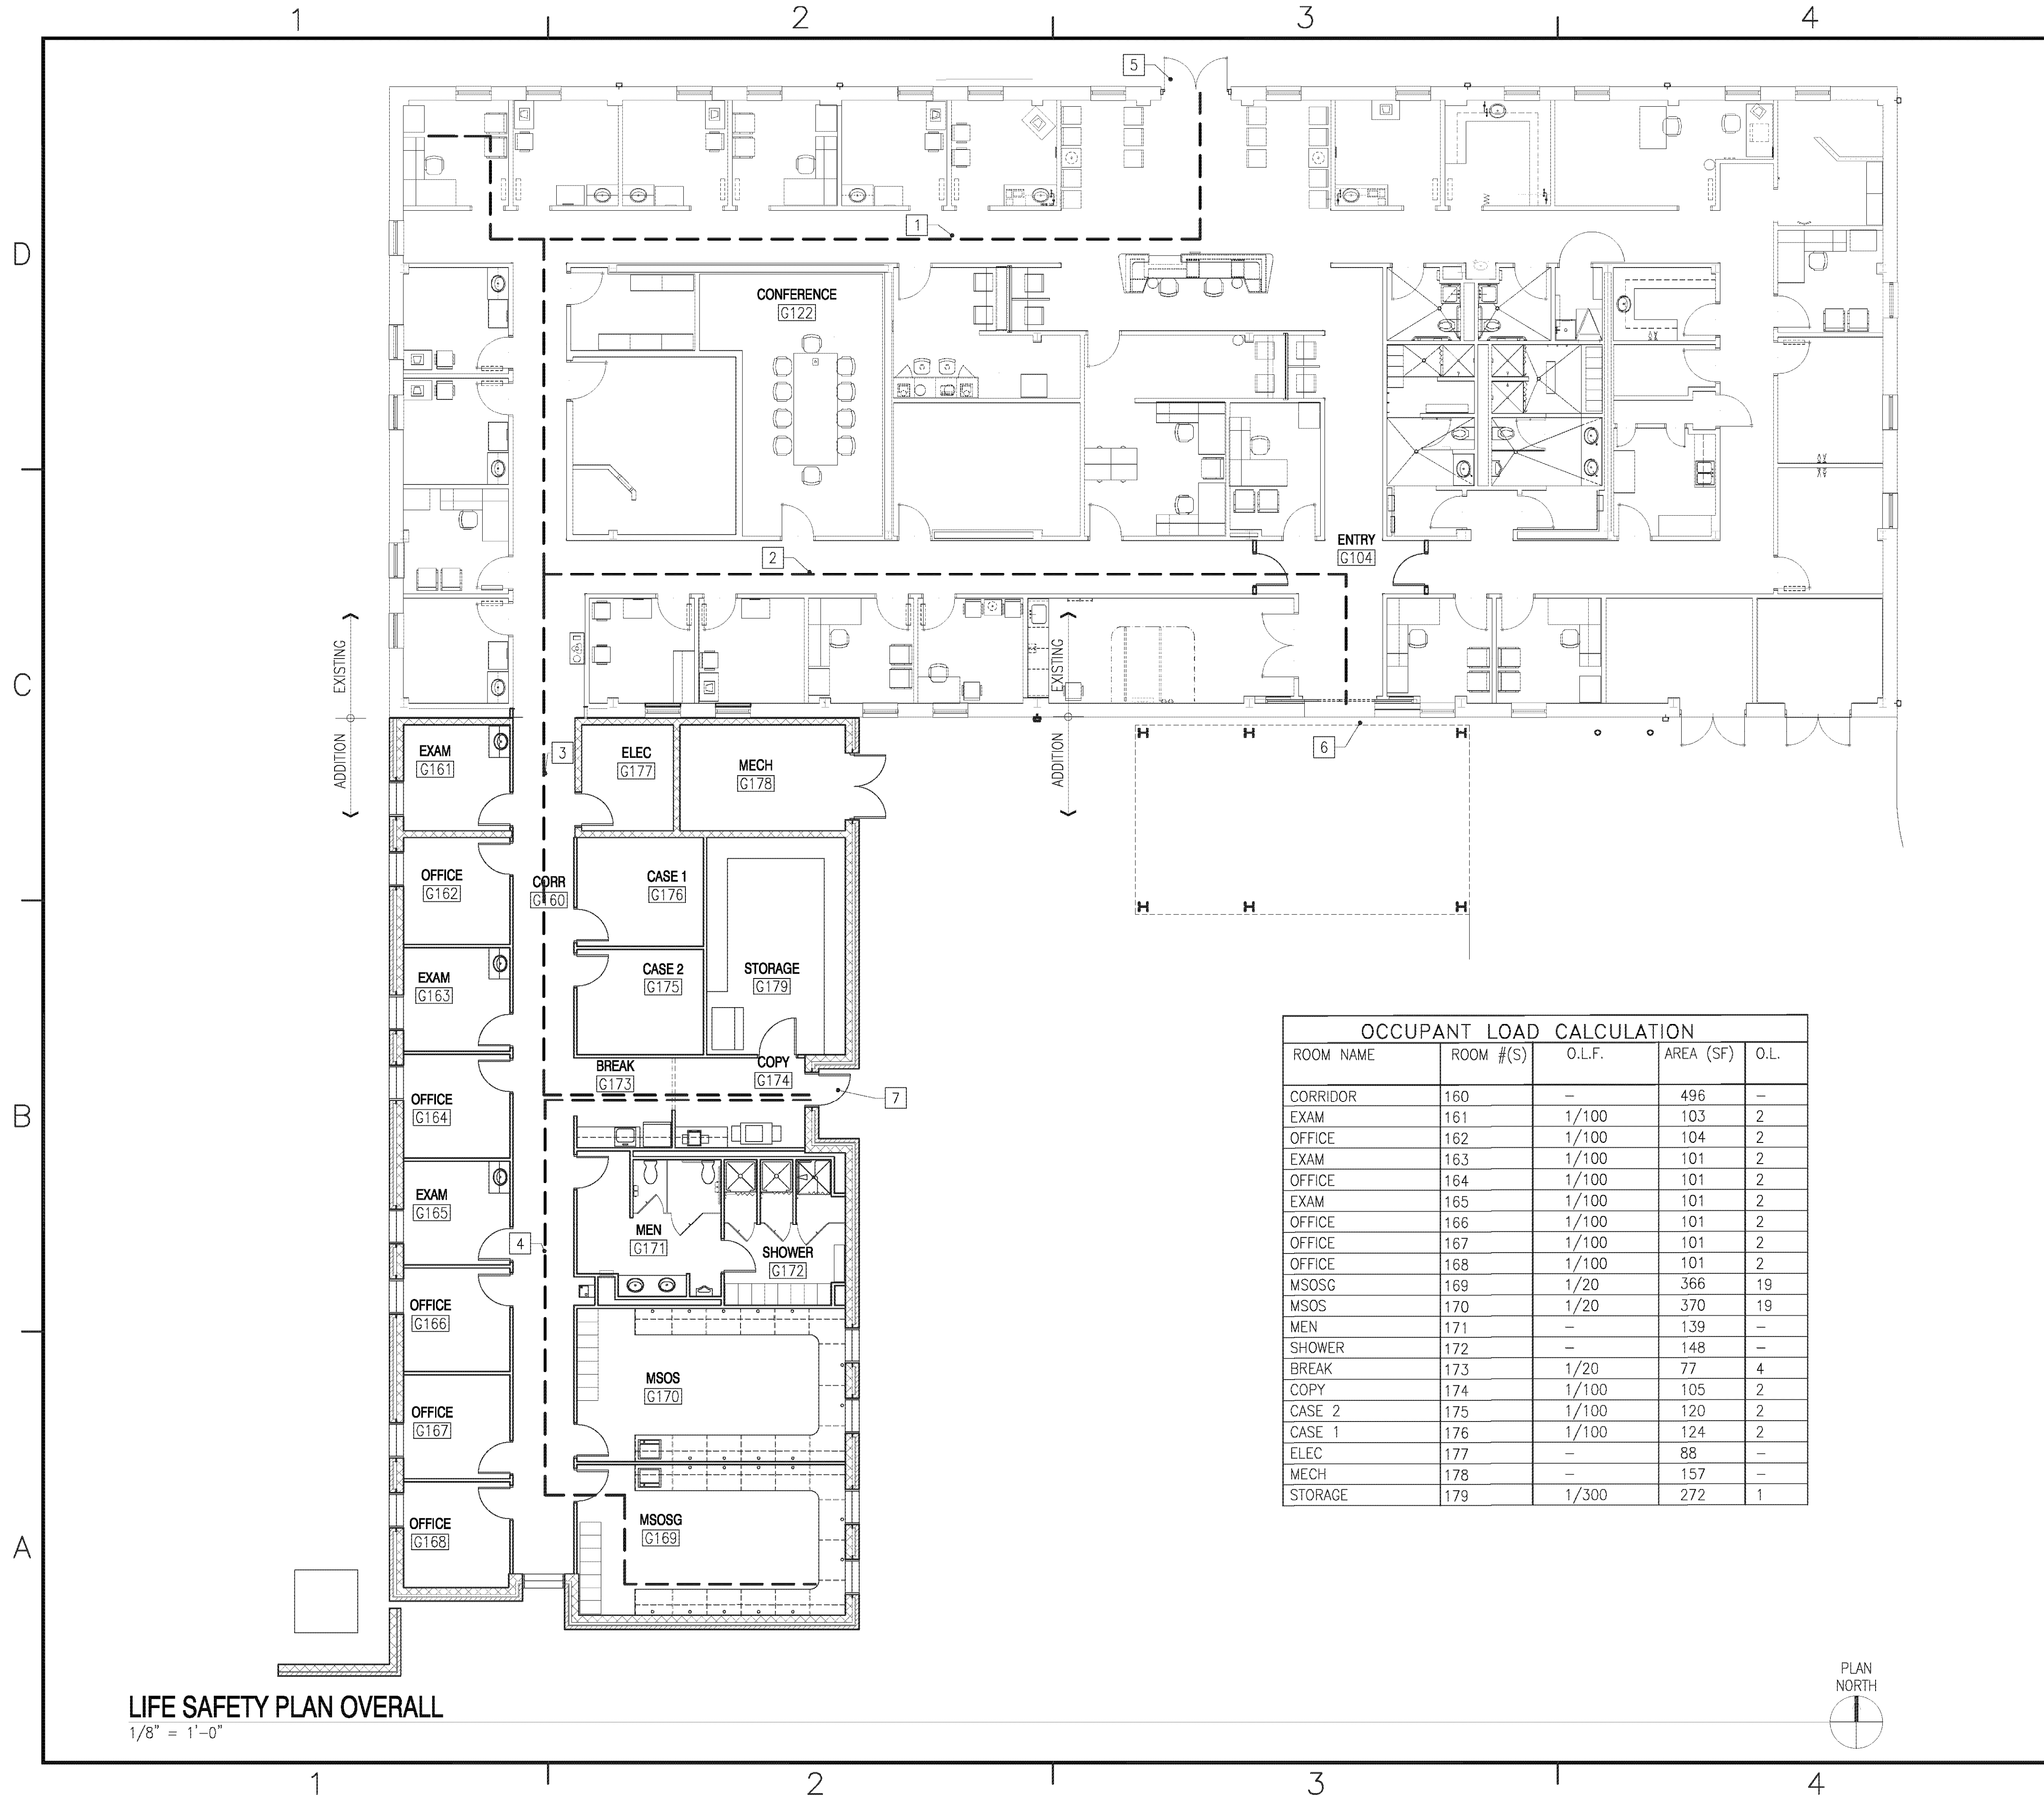 1 2 3 4
5
D
1
CONFERENCE
G122
2
ENTRY
G104
EXISTING
EXISTING
C
ADDITION
ADDITION
3
6
EXAM
G161
ELEC
G177
MECH
G178
OFFICE
G162
CORR
G160
CASE 1
G176
EXAM
G163
CASE 2
G175
STORAGE
G179
BREAK
G173
COPY
G174
7
B
OFFICE
G164
EXAM
G165
4
MEN
G171
SHOWER
G172
OFFICE
G166
MSOS
G170
OFFICE
G167
A
OFFICE
G168
MSOSG
G169
OCCUPANT LOAD CALCULATION
ROOM NAME ROOM #(S) O.L.F. AREA (SF) O.L.
CORRIDOR 160 – 496 –
EXAM 161 1/100 103 2
OFFICE 162 1/100 104 2
EXAM 163 1/100 101 2
OFFICE 164 1/100 101 2
EXAM 165 1/100 101 2
OFFICE 166 1/100 101 2
OFFICE 167 1/100 101 2
OFFICE 168 1/100 101 2
MSOSG 169 1/20 366 19
MSOS 170 1/20 370 19
MEN 171 – 139 –
SHOWER 172 – 148 –
BREAK 173 1/20 77 4
COPY 174 1/100 105 2
CASE 2 175 1/100 120 2
CASE 1 176 1/100 124 2
ELEC 177 – 88 –
MECH 178 – 157 –
STORAGE 179 1/300 272 1
PLAN
NORTH
LIFE SAFETY PLAN OVERALL
1/8" = 1'-0"
1 2 3 4